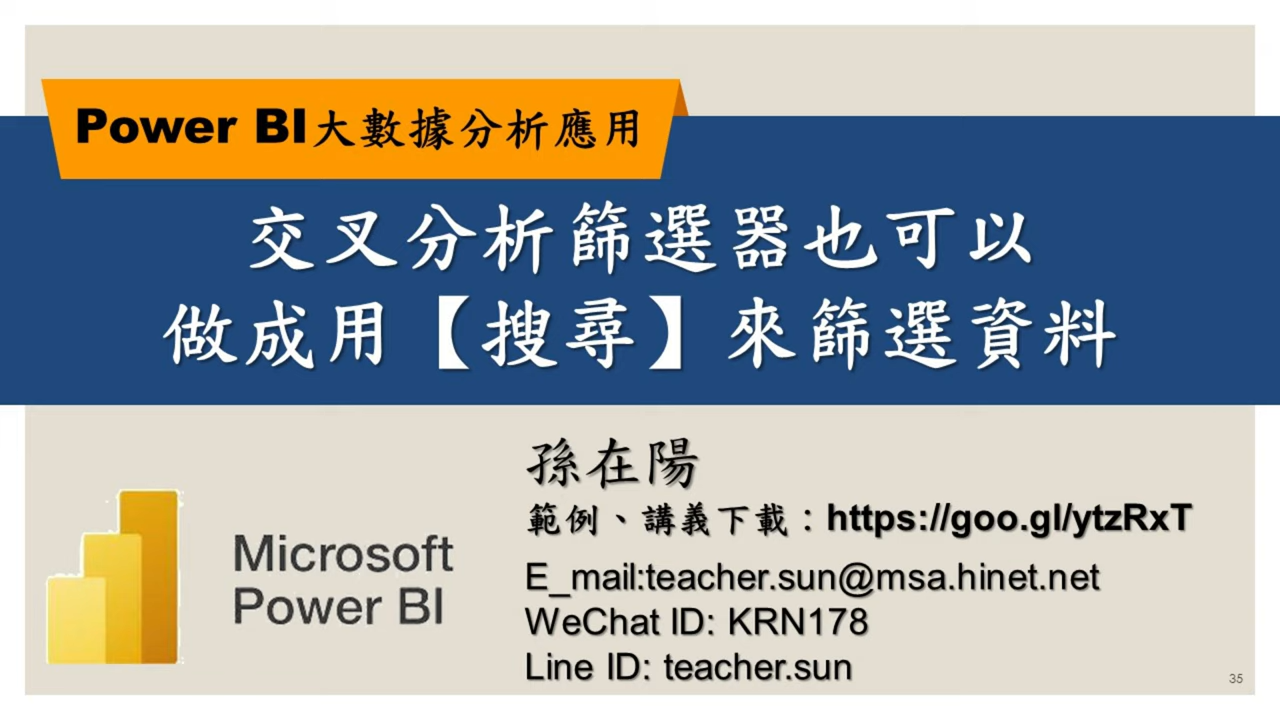 Power BI大數據分析應用
交叉分析篩選器也可以
做成用【搜尋】來篩選資料
孫在陽
範例、講義下載：https://goo.gl/ytzRxT
E_mail:teacher.sun@msa.hinet.net
WeChat ID: KRN178
Line ID: teacher.sun
Microsoft
Power BI
35